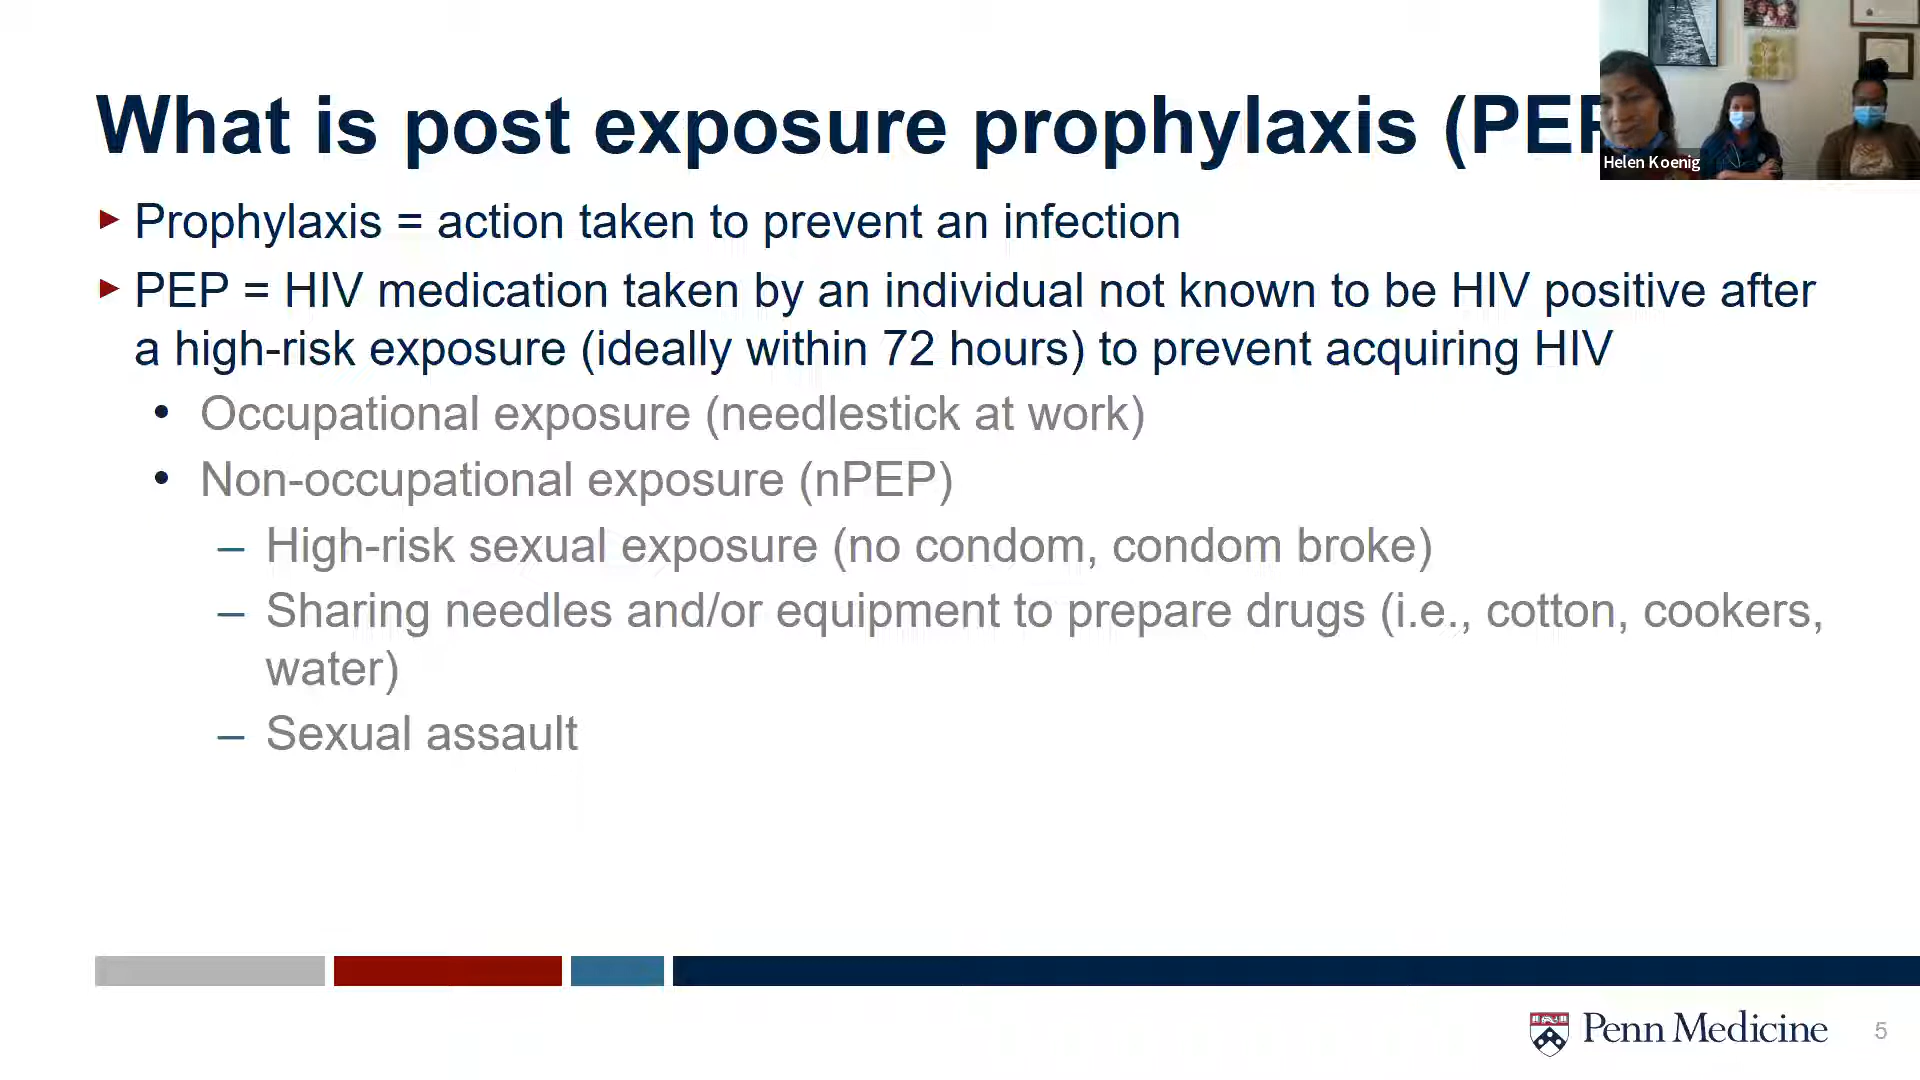 What is post exposure prophylaxis (PEP
Helen Koenig
▸ Prophylaxis = action taken to prevent an infection
▸ PEP = HIV medication taken by an individual not known to be HIV positive after
a high-risk exposure (ideally within 72 hours) to prevent acquiring HIV
• Occupational exposure (needlestick at work)
• Non-occupational exposure (nPEP)
– High-risk sexual exposure (no condom, condom broke)
– Sharing needles and/or equipment to prepare drugs (i.e., cotton, cookers,
water)
– Sexual assault
Penn Medicine
5